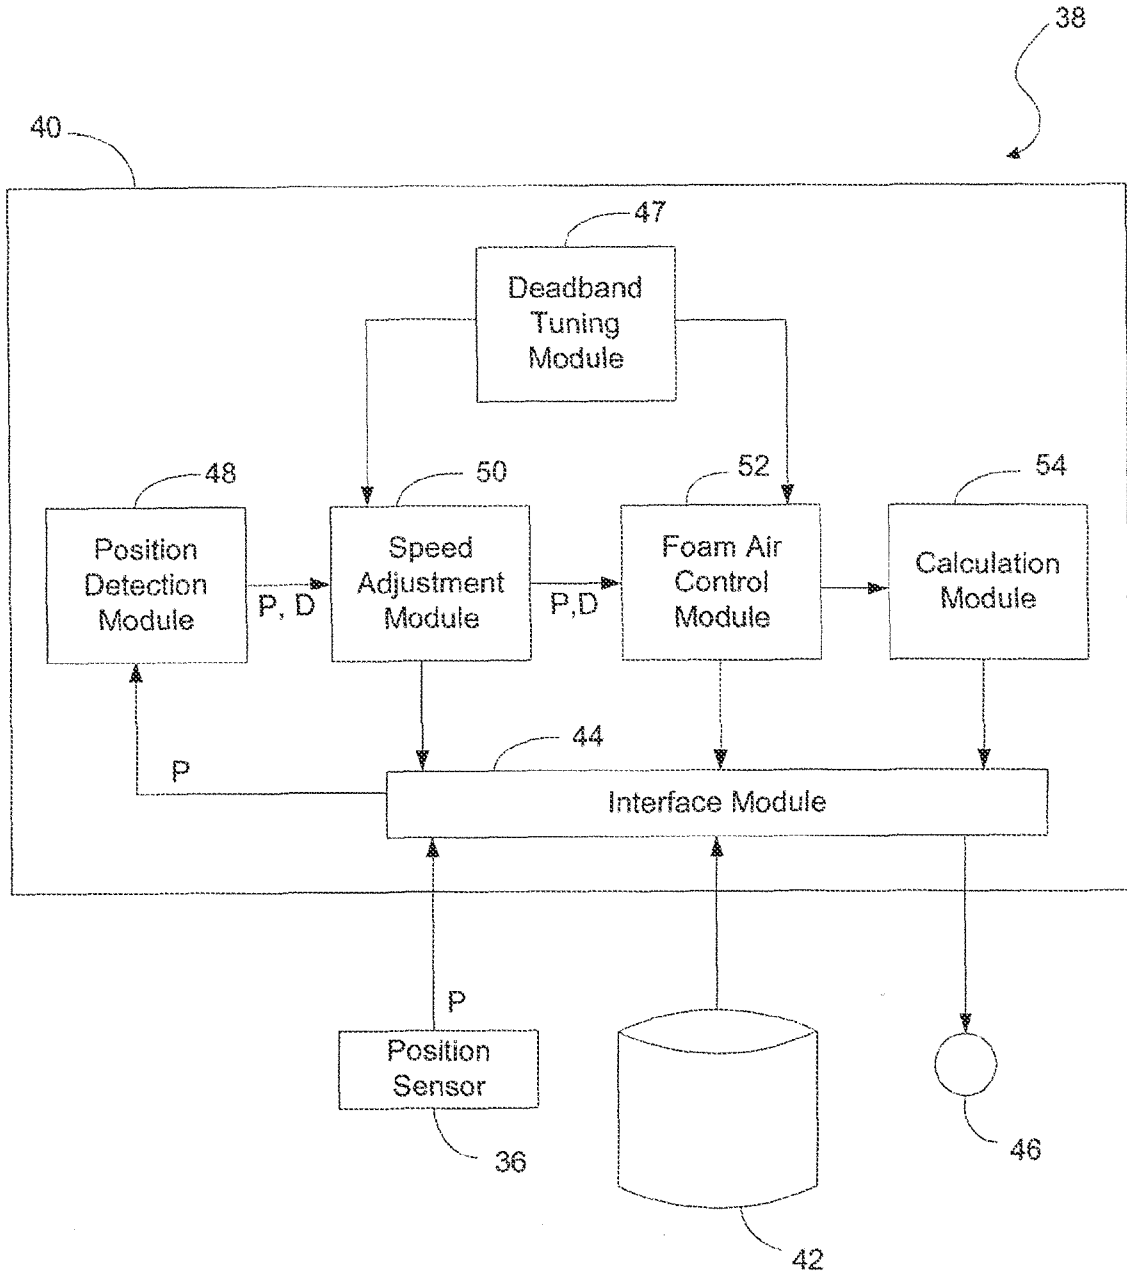 38
40
47
Deadband
Tuning
Module
48
50
52
54
Position
Detection
Module
P, D
Speed
Adjustment
Module
P,D
Foam Air
Control
Module
Calculation
Module
44
P
Interface Module
P
Position
Sensor
36
46
42